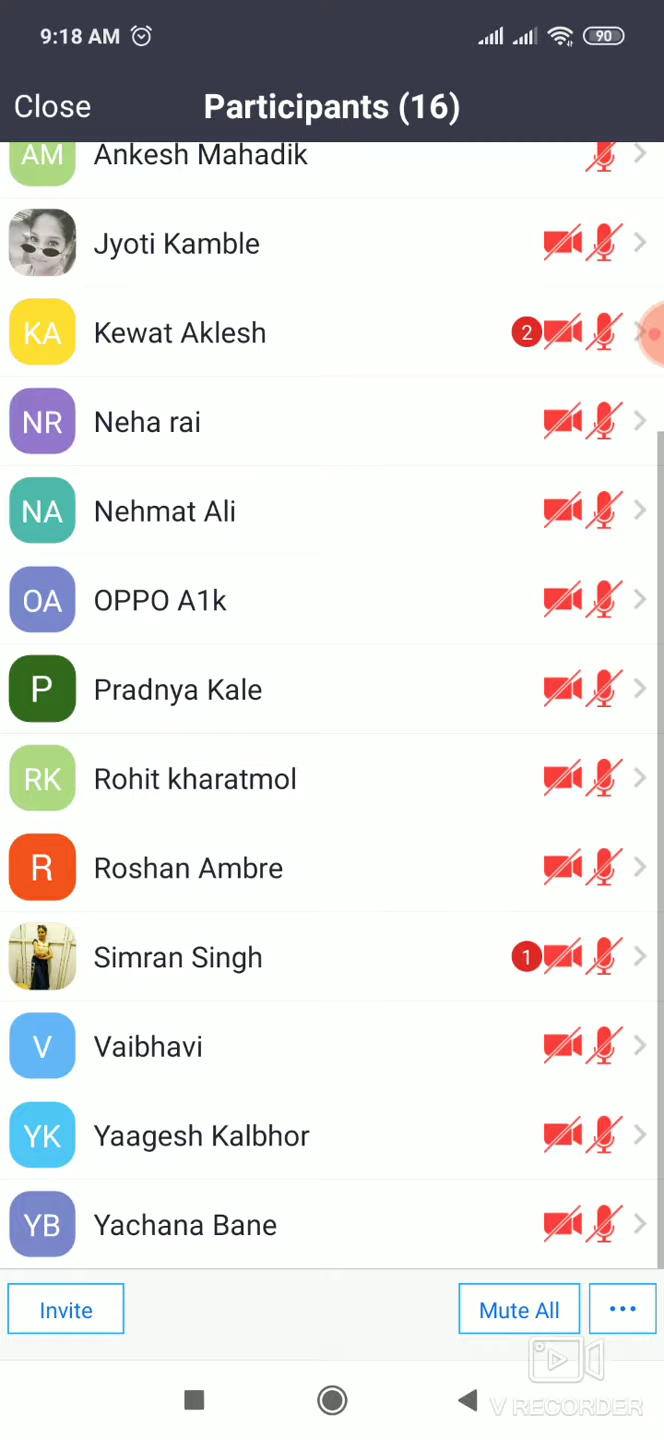 9:18 AM 90
Close Participants (16)
AM Ankesh Mahadik
Jyoti Kamble
KA Kewat Aklesh 2
NR Neha rai
NA Nehmat Ali
OA OPPO A1k
P Pradnya Kale
RK Rohit kharatmol
R Roshan Ambre
Simran Singh 1
V Vaibhavi
YK Yaagesh Kalbhor
YB Yachana Bane
Invite Mute All ...
V RECORDER